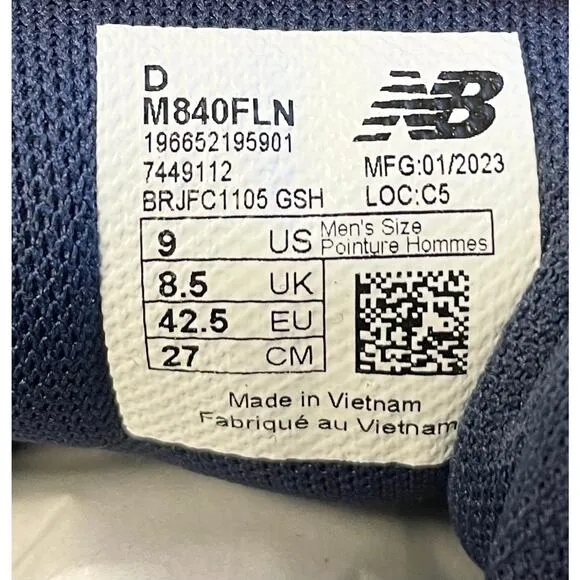 D
M840FLN
196652195901
7449112
BRJFC1105 GSH
NB
MFG:01/2023
LOC:C5
9 US Men's Size
Pointure Hommes
8.5 UK
42.5 EU
27 CM
Made in Vietnam
Fabriqué au Vietnam